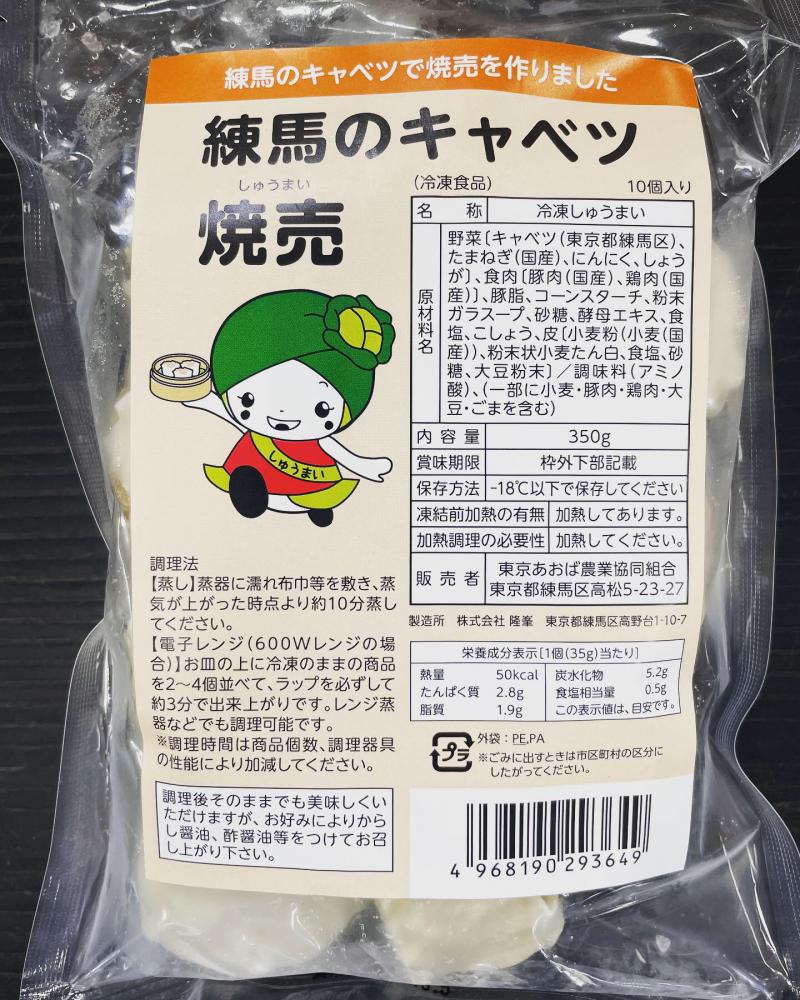 練馬のキャベツで焼売を作りました
練馬のキャベツ
しゅうまい
焼売
(冷凍食品)
10個入り
名 称 冷凍しゅうまい
原材料名
野菜〔キャベツ(東京都練馬区)、
たまねぎ(国産)、にんにく、しょう
が〕、食肉〔豚肉(国産)、鶏肉(国
産)〕、豚脂、コーンスターチ、粉末
ガラスープ、砂糖、酵母エキス、食
塩、こしょう、皮〔小麦粉(小麦(国
産))、粉末状小麦たん白、食塩、砂
糖、大豆粉末〕/調味料(アミノ
酸)、(一部に小麦・豚肉・鶏肉・大
豆・ごまを含む)
内容量 350g
賞味期限 枠外下部記載
保存方法 -18℃以下で保存してください
凍結前加熱の有無 加熱してあります。
加熱調理の必要性 加熱してください。
販売者 東京あおば農業協同組合
東京都練馬区高松5-23-27
製造所 株式会社 隆峯 東京都練馬区高野台1-10-7
栄養成分表示[1個(35g)当たり]
熱量 50kcal 炭水化物 5.2g
たんぱく質 2.8g 食塩相当量 0.5g
脂質 1.9g この表示値は、目安です。
プラ
外袋:PE,PA
※ごみに出すときは市区町村の区分に
したがってください。
4 968190 293649
しゅうまい
調理法
【蒸し】蒸器に濡れ布巾等を敷き、蒸
気が上がった時点より約10分蒸し
てください。
【電子レンジ(600Wレンジの場
合)】お皿の上に冷凍のままの商品
を2〜4個並べて、ラップを必ずして
約3分で出来上がりです。レンジ蒸
器などでも調理可能です。
※調理時間は商品個数、調理器具
の性能により加減してください。
調理後そのままでも美味しくい
ただけますが、お好みによりから
し醤油、酢醤油等をつけてお召
し上がり下さい。